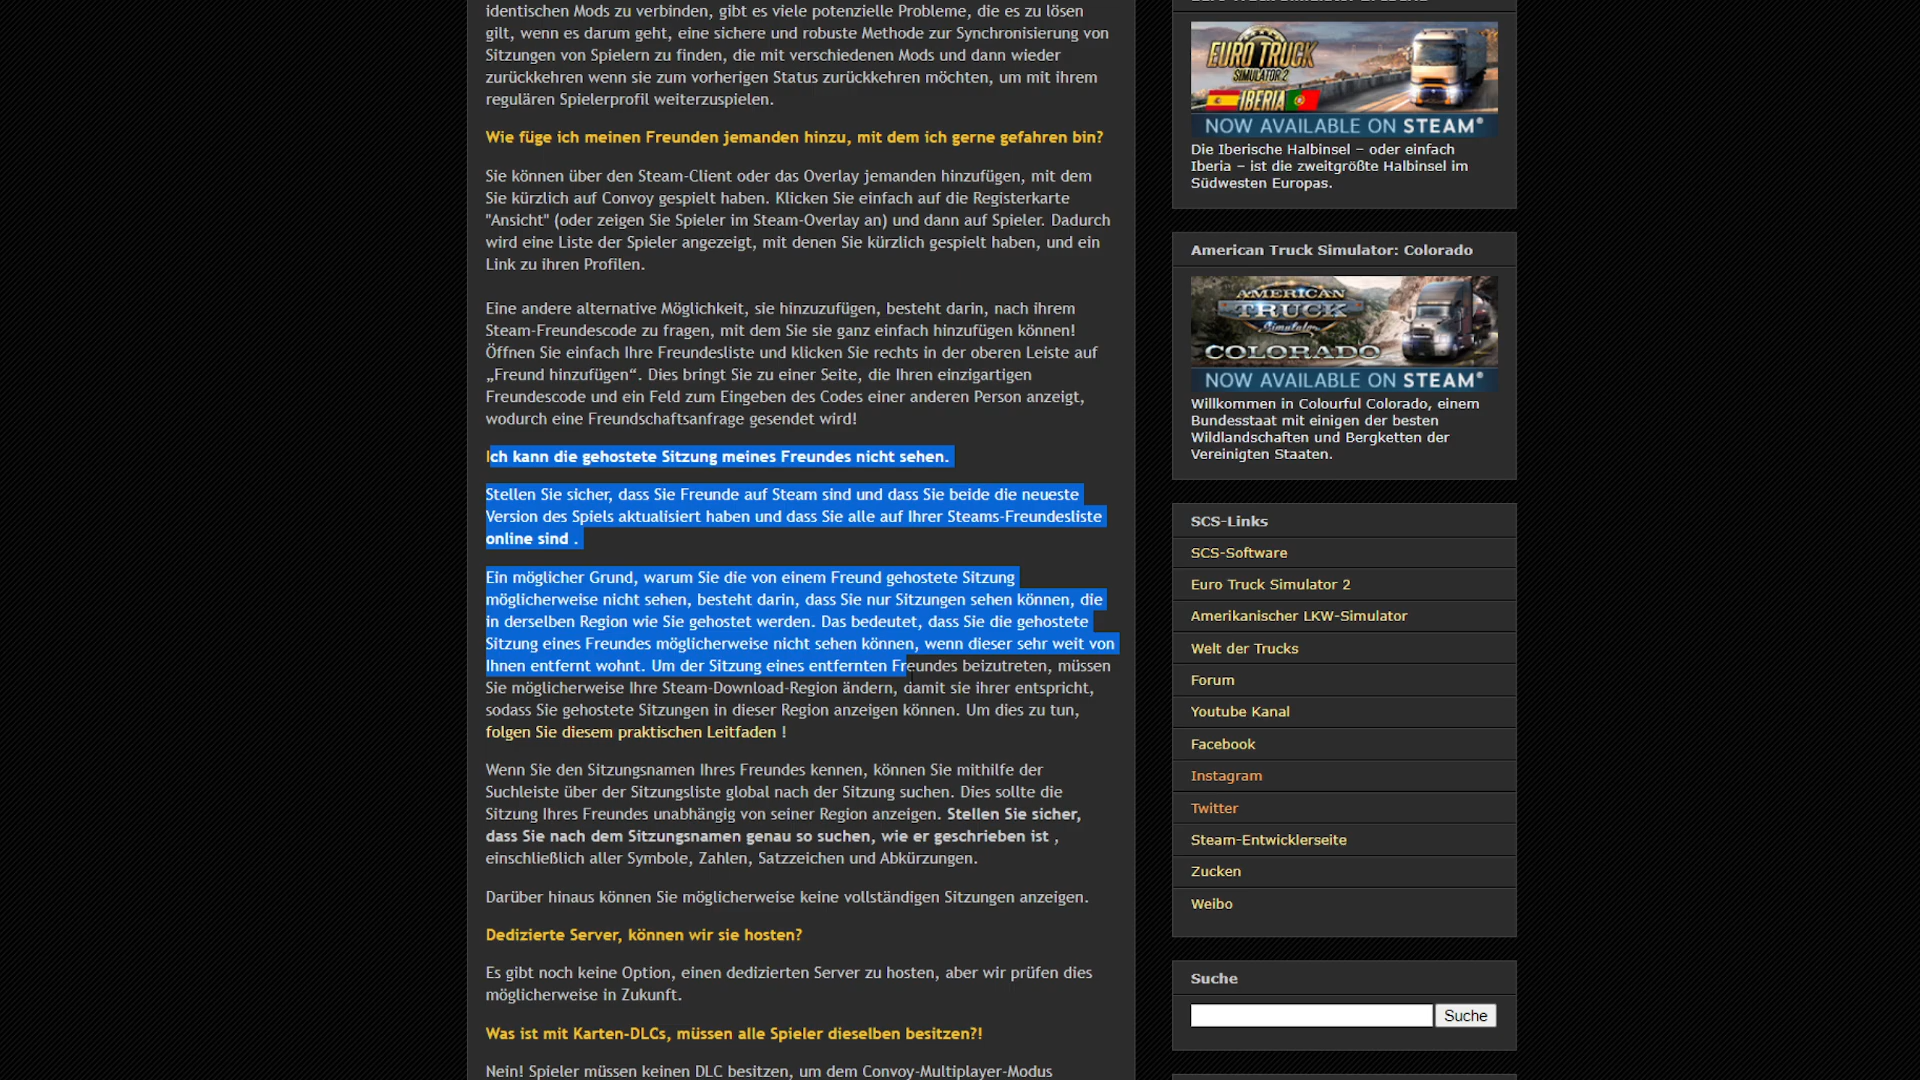 identischen Mods zu verbinden, gibt es viele potenzielle Probleme, die es zu lösen
gilt, wenn es darum geht, eine sichere und robuste Methode zur Synchronisierung von
Sitzungen von Spielern zu finden, die mit verschiedenen Mods und dann wieder
zurückkehren wenn sie zum vorherigen Status zurückkehren möchten, um mit ihrem
regulären Spielerprofil weiterzuspielen.
Wie füge ich meinen Freunden jemanden hinzu, mit dem ich gerne gefahren bin?
Sie können über den Steam-Client oder das Overlay jemanden hinzufügen, mit dem
Sie kürzlich auf Convoy gespielt haben. Klicken Sie einfach auf die Registerkarte
"Ansicht" (oder zeigen Sie Spieler im Steam-Overlay an) und dann auf Spieler. Dadurch
wird eine Liste der Spieler angezeigt, mit denen Sie kürzlich gespielt haben, und ein
Link zu ihren Profilen.
Eine andere alternative Möglichkeit, sie hinzuzufügen, besteht darin, nach ihrem
Steam-Freundescode zu fragen, mit dem Sie sie ganz einfach hinzufügen können!
Öffnen Sie einfach Ihre Freundesliste und klicken Sie rechts in der oberen Leiste auf
„Freund hinzufügen“. Dies bringt Sie zu einer Seite, die Ihren einzigartigen
Freundescode und ein Feld zum Eingeben des Codes einer anderen Person anzeigt,
wodurch eine Freundschaftsanfrage gesendet wird!
Ich kann die gehostete Sitzung meines Freundes nicht sehen.
Stellen Sie sicher, dass Sie Freunde auf Steam sind und dass Sie beide die neueste
Version des Spiels aktualisiert haben und dass Sie alle auf Ihrer Steams-Freundesliste
online sind .
Ein möglicher Grund, warum Sie die von einem Freund gehostete Sitzung
möglicherweise nicht sehen, besteht darin, dass Sie nur Sitzungen sehen können, die
in derselben Region wie Sie gehostet werden. Das bedeutet, dass Sie die gehostete
Sitzung eines Freundes möglicherweise nicht sehen können, wenn dieser sehr weit von
Ihnen entfernt wohnt. Um der Sitzung eines entfernten Freundes beizutreten, müssen
Sie möglicherweise Ihre Steam-Download-Region ändern, damit sie ihrer entspricht,
sodass Sie gehostete Sitzungen in dieser Region anzeigen können. Um dies zu tun,
folgen Sie diesem praktischen Leitfaden !
Wenn Sie den Sitzungsnamen Ihres Freundes kennen, können Sie mithilfe der
Suchleiste über der Sitzungsliste global nach der Sitzung suchen. Dies sollte die
Sitzung Ihres Freundes unabhängig von seiner Region anzeigen. Stellen Sie sicher,
dass Sie nach dem Sitzungsnamen genau so suchen, wie er geschrieben ist ,
einschließlich aller Symbole, Zahlen, Satzzeichen und Abkürzungen.
Darüber hinaus können Sie möglicherweise keine vollständigen Sitzungen anzeigen.
Dedizierte Server, können wir sie hosten?
Es gibt noch keine Option, einen dedizierten Server zu hosten, aber wir prüfen dies
möglicherweise in Zukunft.
Was ist mit Karten-DLCs, müssen alle Spieler dieselben besitzen?!
Nein! Spieler müssen keinen DLC besitzen, um dem Convoy-Multiplayer-Modus
EURO TRUCK
SIMULATOR 2
IBERIA
NOW AVAILABLE ON STEAM®
Die Iberische Halbinsel – oder einfach
Iberia – ist die zweitgrößte Halbinsel im
Südwesten Europas.
American Truck Simulator: Colorado
AMERICAN
TRUCK
Simulator
COLORADO
NOW AVAILABLE ON STEAM®
Willkommen in Colourful Colorado, einem
Bundesstaat mit einigen der besten
Wildlandschaften und Bergketten der
Vereinigten Staaten.
SCS-Links
SCS-Software
Euro Truck Simulator 2
Amerikanischer LKW-Simulator
Welt der Trucks
Forum
Youtube Kanal
Facebook
Instagram
Twitter
Steam-Entwicklerseite
Zucken
Weibo
Suche
Suche